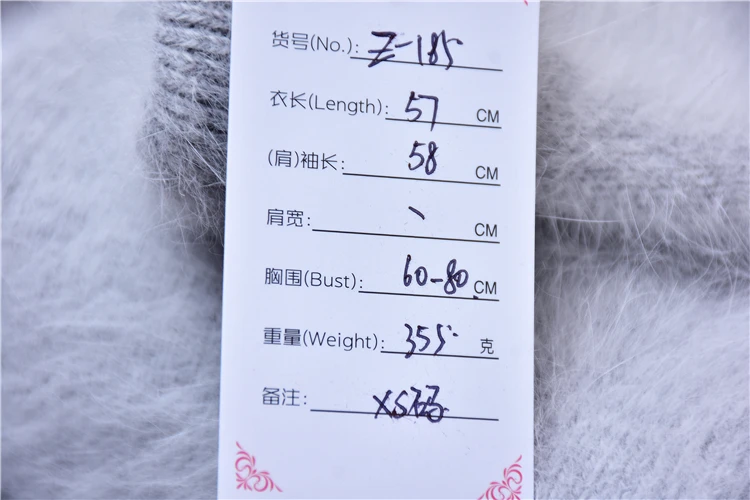 货号(No.): Z-185
衣长(Length): 57 CM
(肩)袖长: 58 CM
肩宽: 、 CM
胸围(Bust): 60-80 CM
重量(Weight): 355 克
备注: XS码